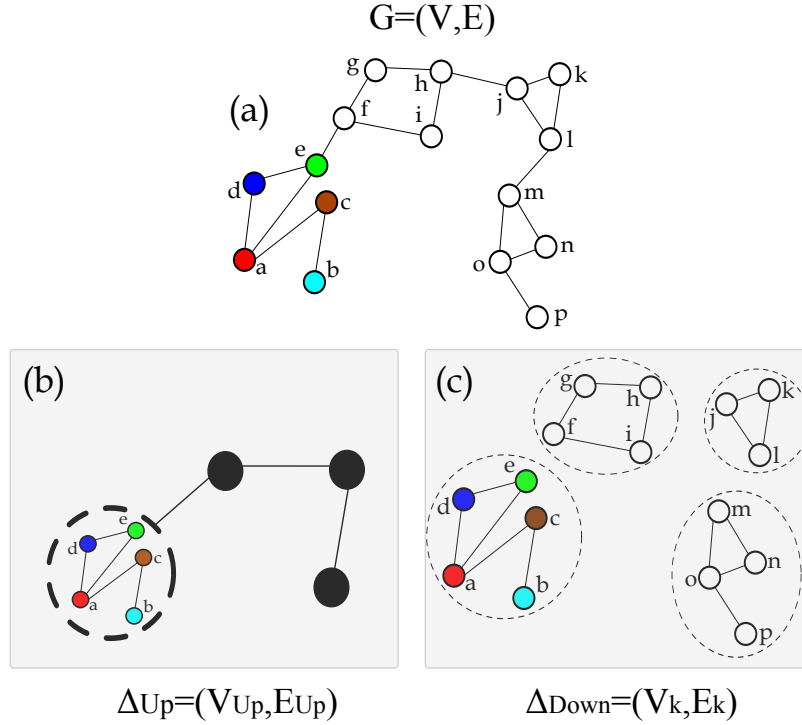 G=(V,E)
(a)
g
h
k
j
f
i
l
e
d
c
m
a
b
n
o
p
(b)
e
d
c
a
b
(c)
g
h
k
j
f
i
l
e
d
c
m
a
b
n
o
p
ΔUp=(VUp,EUp)
ΔDown=(Vk,Ek)